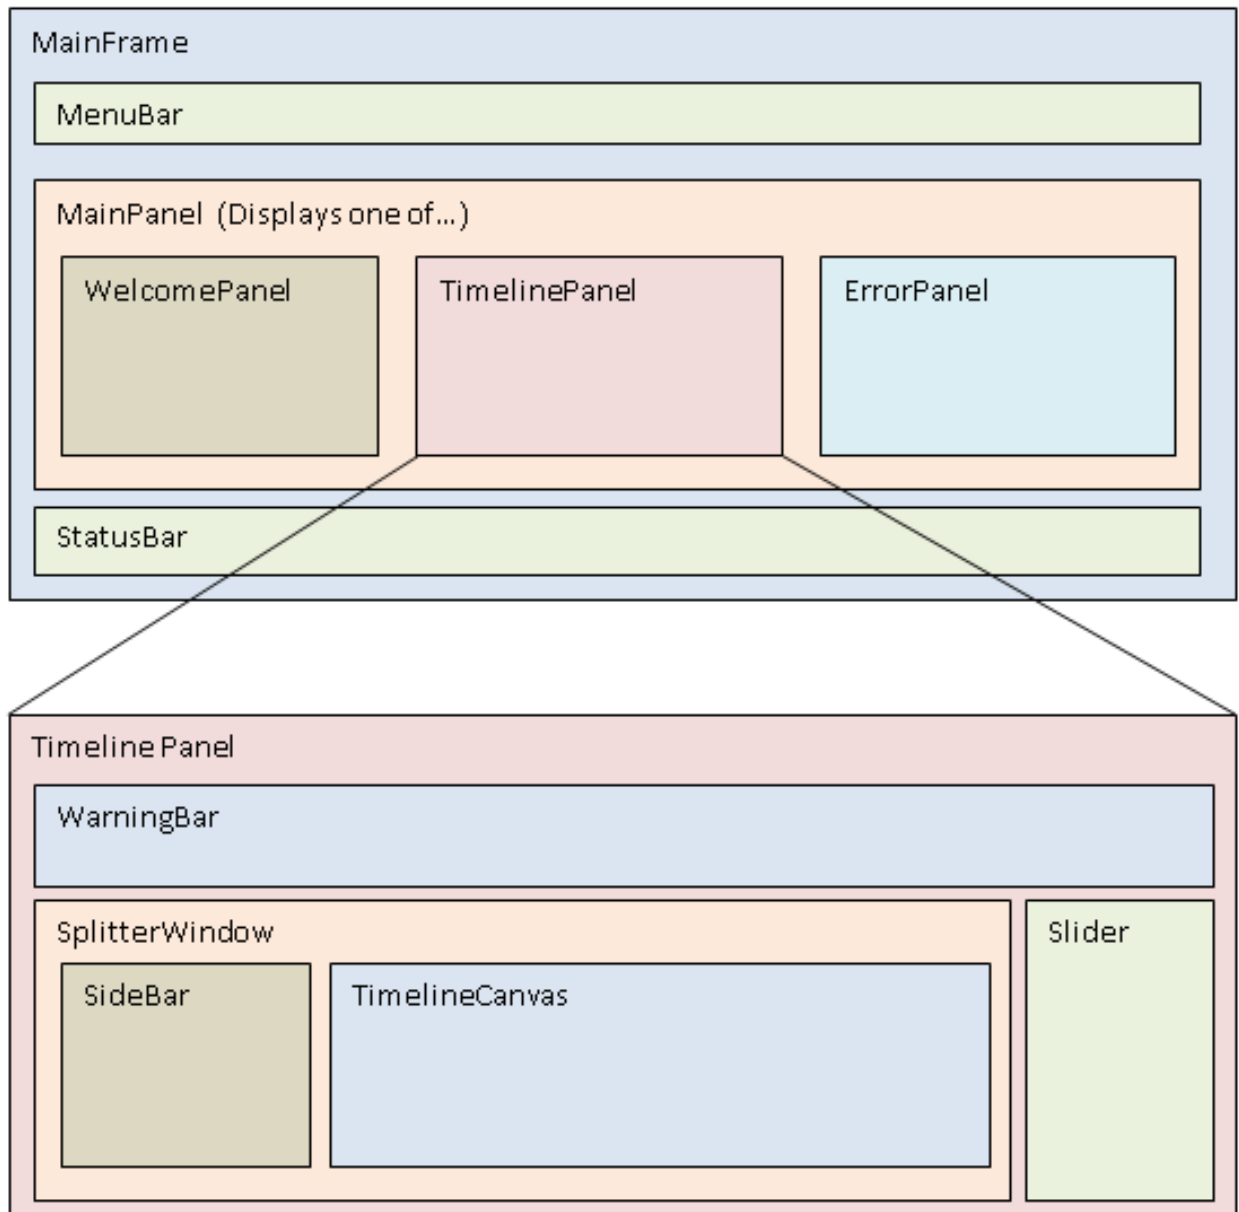 MainFrame
MenuBar
MainPanel (Displays one of...)
WelcomePanel
TimelinePanel
ErrorPanel
StatusBar
Timeline Panel
WarningBar
SplitterWindow
Slider
SideBar
TimelineCanvas